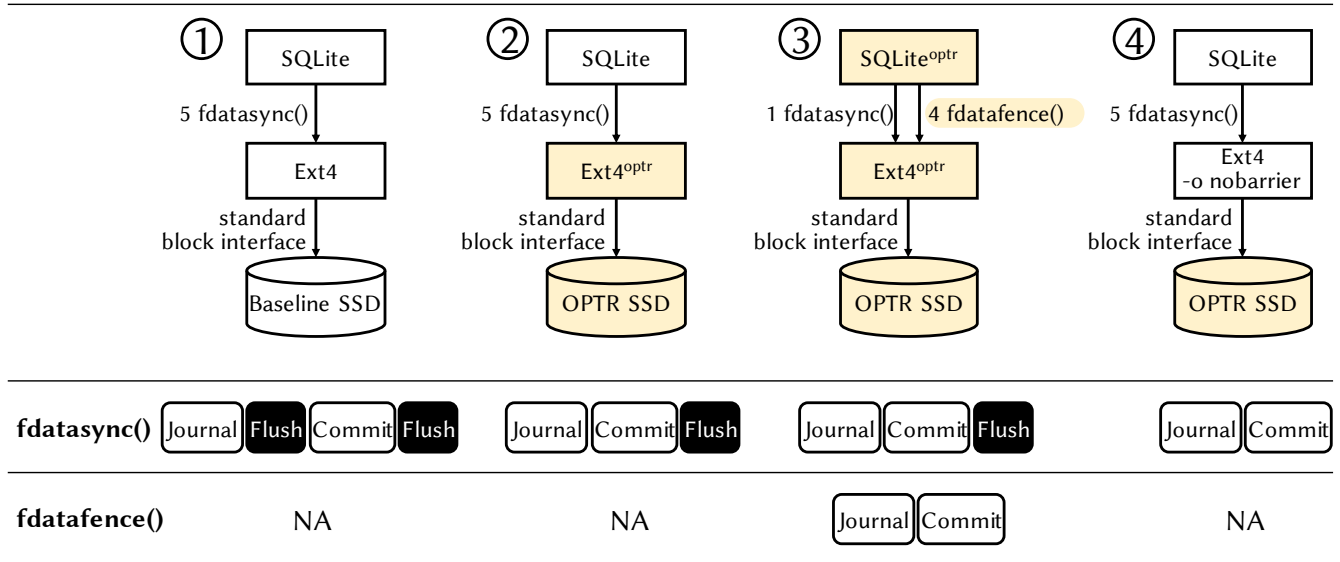 ① ② ③ ④
SQLite SQLite SQLiteᵒᵖᵗʳ SQLite
5 fdatasync() 5 fdatasync() 1 fdatasync() 4 fdatafence() 5 fdatasync()
Ext4 Ext4ᵒᵖᵗʳ Ext4ᵒᵖᵗʳ Ext4
-o nobarrier
standard standard standard standard
block interface block interface block interface block interface
Baseline SSD OPTR SSD OPTR SSD OPTR SSD
fdatasync() Journal Flush Commit Flush Journal Commit Flush Journal Commit Flush Journal Commit
fdatafence() NA NA Journal Commit NA